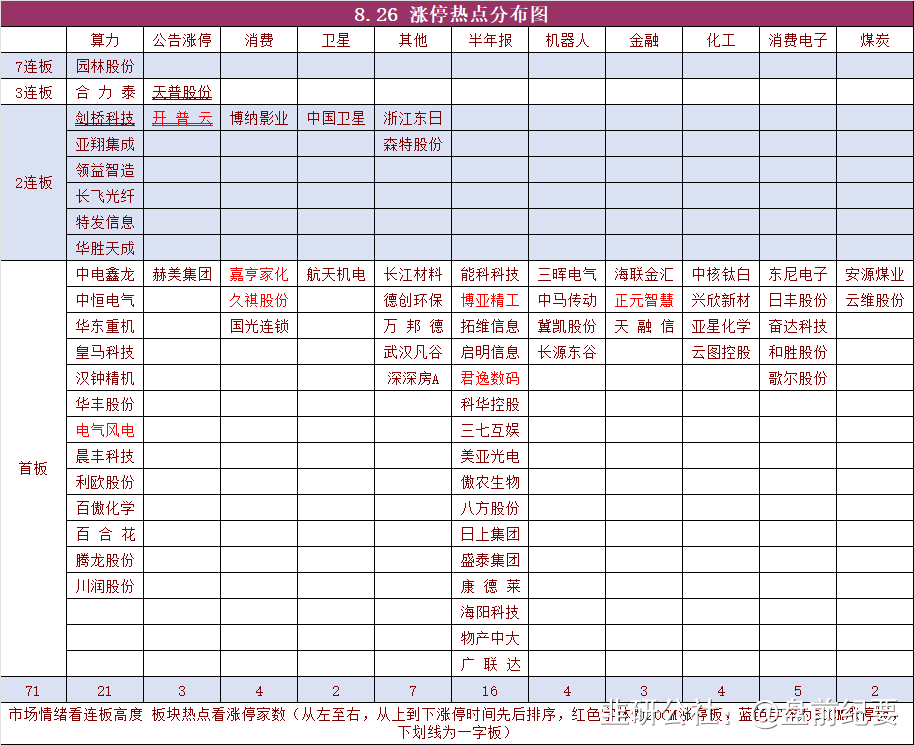 8.26 涨停热点分布图
算力 公告涨停 消费 卫星 其他 半年报 机器人 金融 化工 消费电子 煤炭
7连板 园林股份
3连板 合力泰 天普股份
2连板 剑桥科技 开普云 博纳影业 中国卫星 浙江东日
亚翔集成 森特股份
领益智造
长飞光纤
特发信息
华胜天成
首板 中电鑫龙 赫美集团 嘉亨家化 航天机电 长江材料 能科科技 三晖电气 海联金汇 中核钛白 东尼电子 安源煤业
中恒电气 久祺股份 德创环保 博亚精工 中马传动 正元智慧 兴欣新材 日丰股份 云维股份
华东重机 国光连锁 万邦德 拓维信息 冀凯股份 天融信 亚星化学 奋达科技
皇马科技 武汉凡谷 启明信息 长源东谷 云图控股 和胜股份
汉钟精机 深深房A 君逸数码 歌尔股份
华丰股份 科华控股
电气风电 三七互娱
晨丰科技 美亚光电
利欧股份 傲农生物
百傲化学 八方股份
百合花 日上集团
腾龙股份 盛泰集团
川润股份 康德莱
海阳科技
物产中大
广联达
71 21 3 4 2 7 16 4 3 4 5 2
市场情绪看连板高度 板块热点看涨停家数（从左至右，从上到下涨停时间先后排序，红色字体为20CM涨停板，蓝色
下划线为一字板）
韭研公社：@盘前纪要